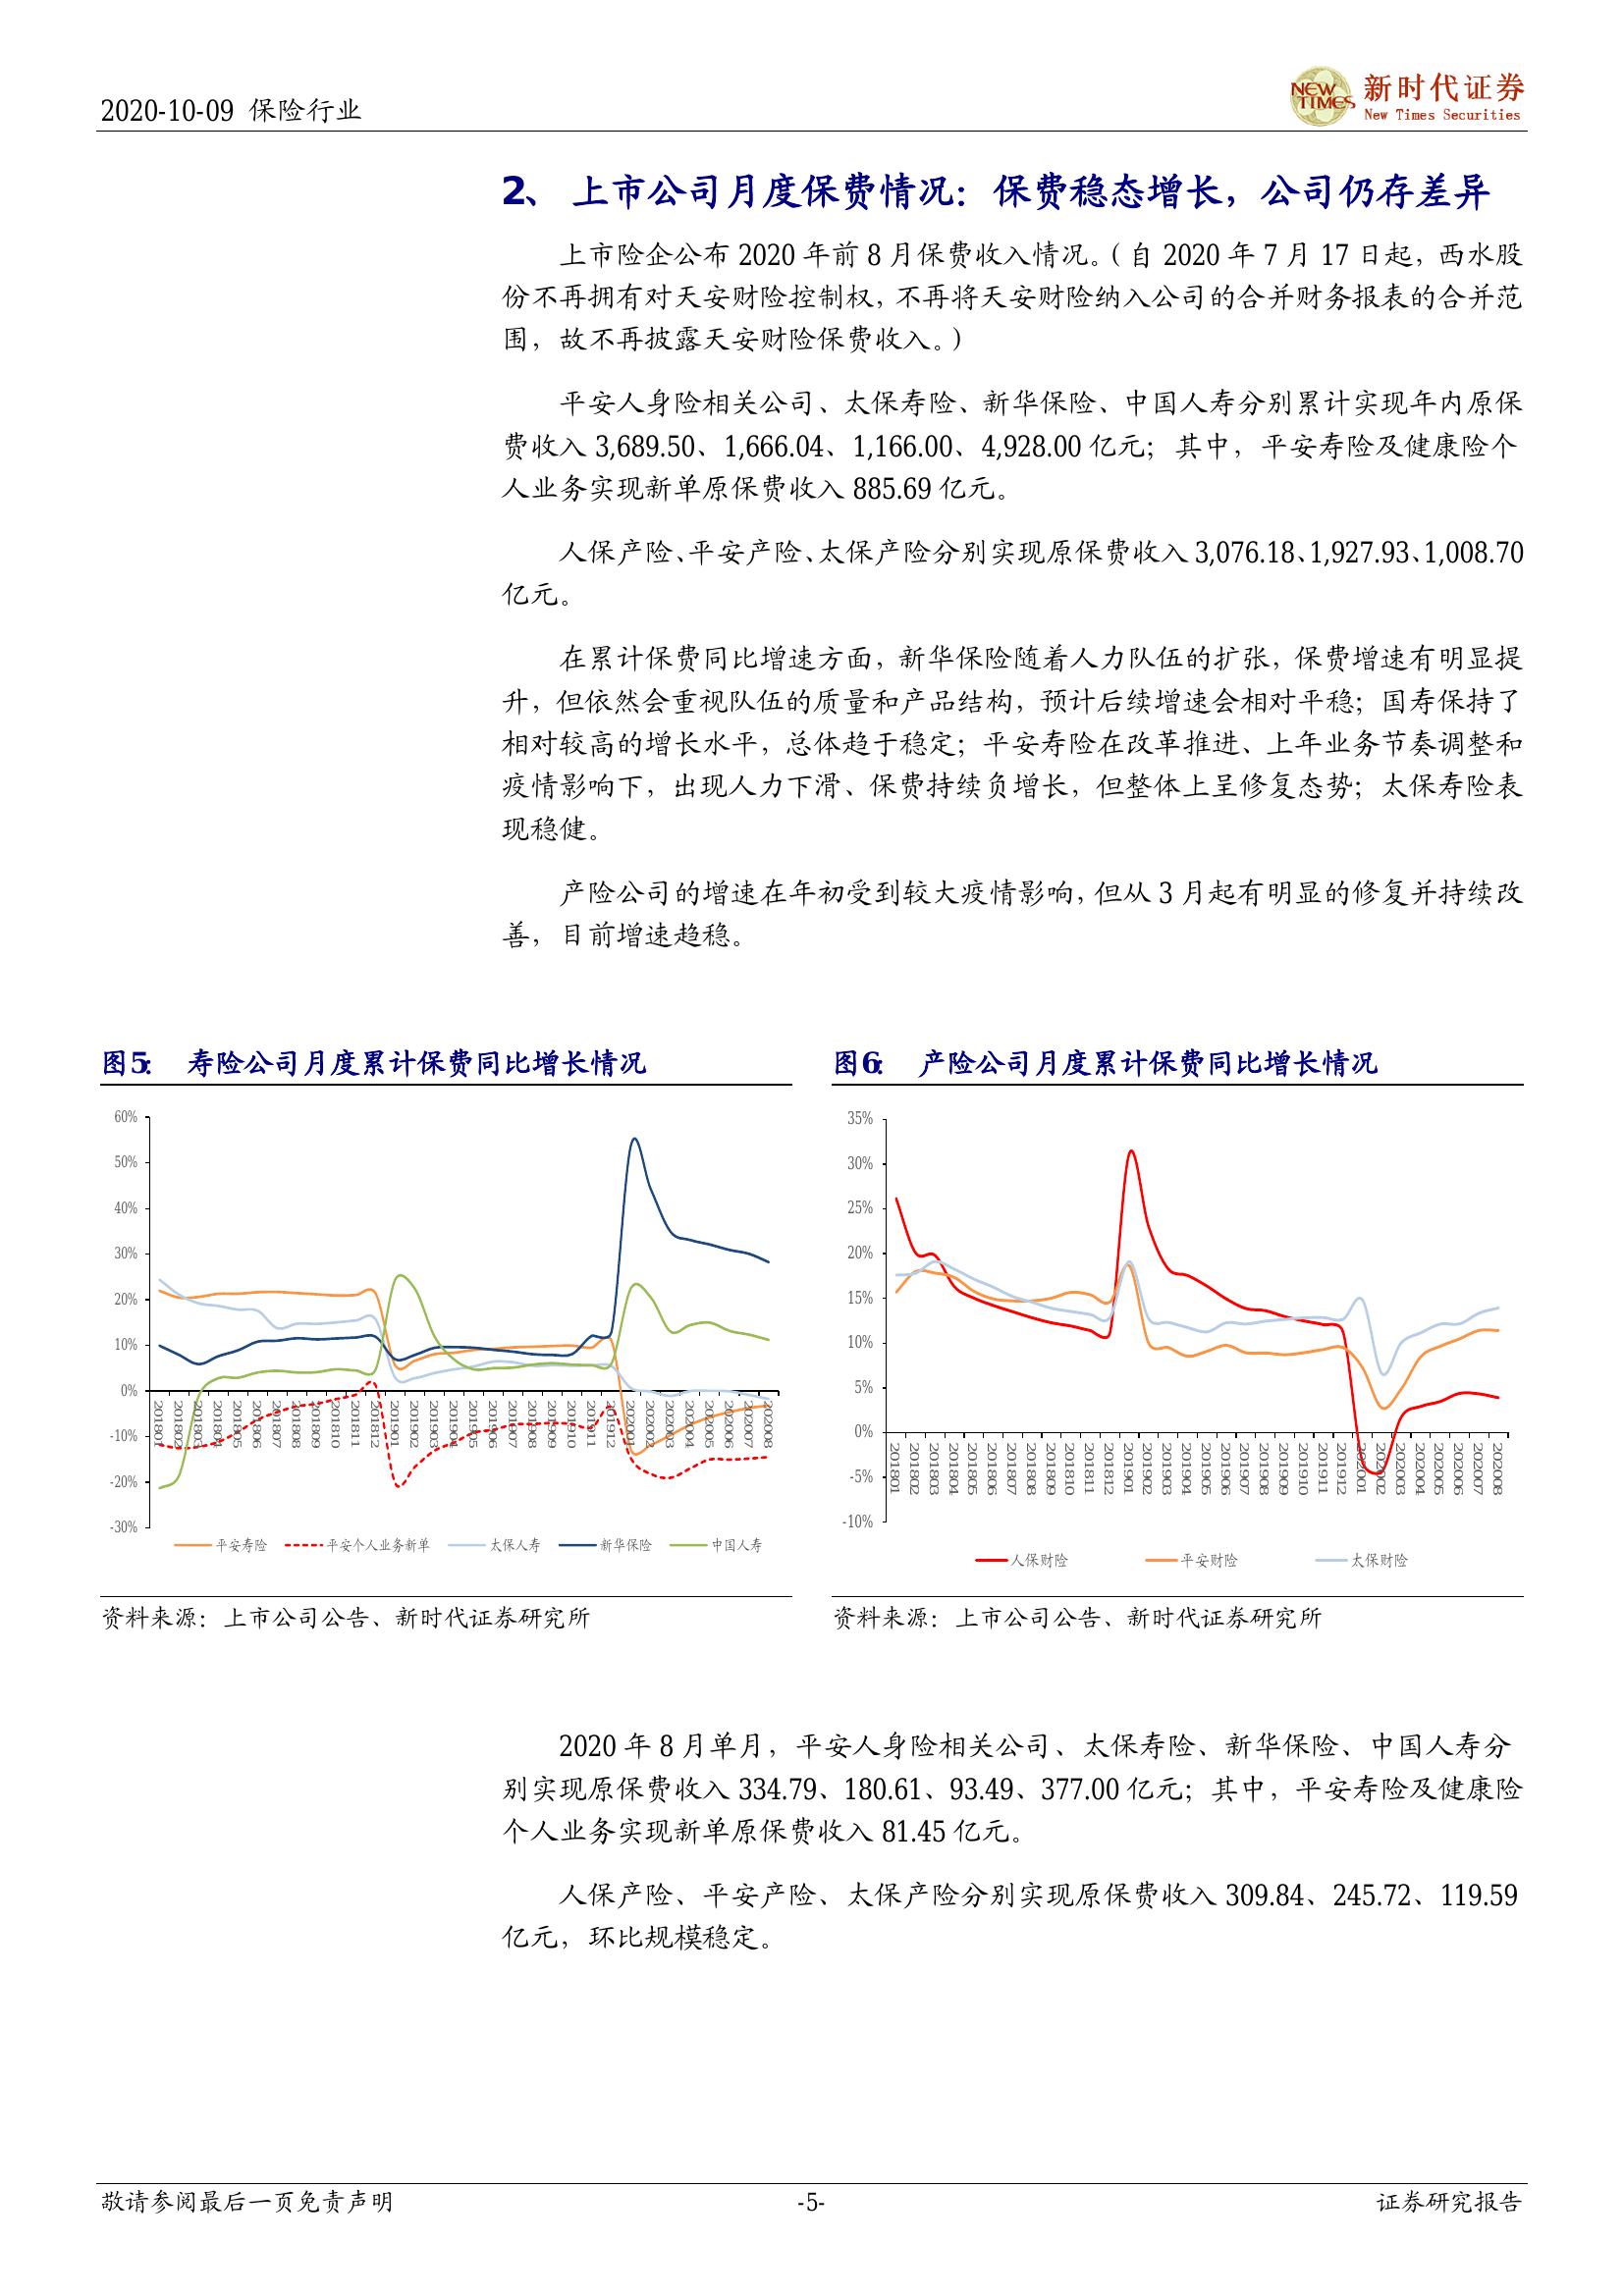 2020-10-09 保险行业
NEW TIMES
新时代证券
New Times Securities
2、 上市公司月度保费情况：保费稳态增长，公司仍存差异
上市险企公布 2020 年前 8 月保费收入情况。（自 2020 年 7 月 17 日起，西水股
份不再拥有对天安财险控制权，不再将天安财险纳入公司的合并财务报表的合并范
围，故不再披露天安财险保费收入。）
平安人身险相关公司、太保寿险、新华保险、中国人寿分别累计实现年内原保
费收入 3,689.50、1,666.04、1,166.00、4,928.00 亿元；其中，平安寿险及健康险个
人业务实现新单原保费收入 885.69 亿元。
人保产险、平安产险、太保产险分别实现原保费收入 3,076.18、1,927.93、1,008.70
亿元。
在累计保费同比增速方面，新华保险随着人力队伍的扩张，保费增速有明显提
升，但依然会重视队伍的质量和产品结构，预计后续增速会相对平稳；国寿保持了
相对较高的增长水平，总体趋于稳定；平安寿险在改革推进、上年业务节奏调整和
疫情影响下，出现人力下滑、保费持续负增长，但整体上呈修复态势；太保寿险表
现稳健。
产险公司的增速在年初受到较大疫情影响，但从 3 月起有明显的修复并持续改
善，目前增速趋稳。
图5： 寿险公司月度累计保费同比增长情况
60%
50%
40%
30%
20%
10%
0%
-10%
-20%
-30%
201801
201802
201803
201804
201805
201806
201807
201808
201809
201810
201811
201812
201901
201902
201903
201904
201905
201906
201907
201908
201909
201910
201911
201912
202001
202002
202003
202004
202005
202006
202007
202008
平安寿险 平安个人业务新单 太保人寿 新华保险 中国人寿
资料来源：上市公司公告、新时代证券研究所
图6： 产险公司月度累计保费同比增长情况
35%
30%
25%
20%
15%
10%
5%
0%
-5%
-10%
201801
201802
201803
201804
201805
201806
201807
201808
201809
201810
201811
201812
201901
201902
201903
201904
201905
201906
201907
201908
201909
201910
201911
201912
202001
202002
202003
202004
202005
202006
202007
202008
人保财险 平安财险 太保财险
资料来源：上市公司公告、新时代证券研究所
2020 年 8 月单月，平安人身险相关公司、太保寿险、新华保险、中国人寿分
别实现原保费收入 334.79、180.61、93.49、377.00 亿元；其中，平安寿险及健康险
个人业务实现新单原保费收入 81.45 亿元。
人保产险、平安产险、太保产险分别实现原保费收入 309.84、245.72、119.59
亿元，环比规模稳定。
敬请参阅最后一页免责声明
-5-
证券研究报告